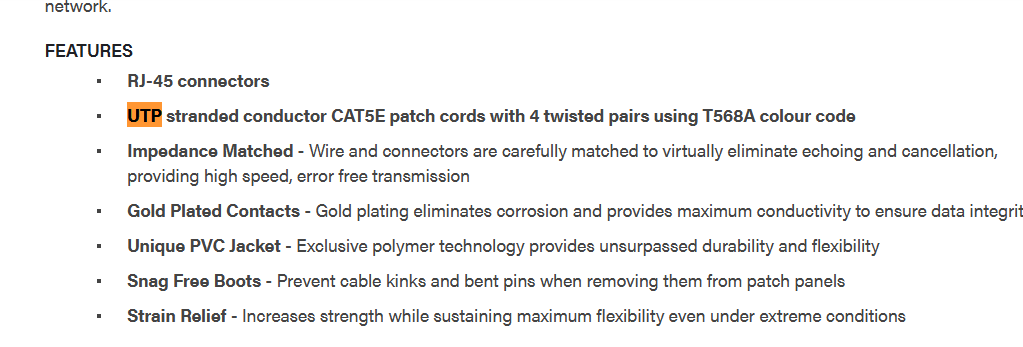 network.
FEATURES
▪ RJ-45 connectors
▪ UTP stranded conductor CAT5E patch cords with 4 twisted pairs using T568A colour code
▪ Impedance Matched - Wire and connectors are carefully matched to virtually eliminate echoing and cancellation,
providing high speed, error free transmission
▪ Gold Plated Contacts - Gold plating eliminates corrosion and provides maximum conductivity to ensure data integrit
▪ Unique PVC Jacket - Exclusive polymer technology provides unsurpassed durability and flexibility
▪ Snag Free Boots - Prevent cable kinks and bent pins when removing them from patch panels
▪ Strain Relief - Increases strength while sustaining maximum flexibility even under extreme conditions